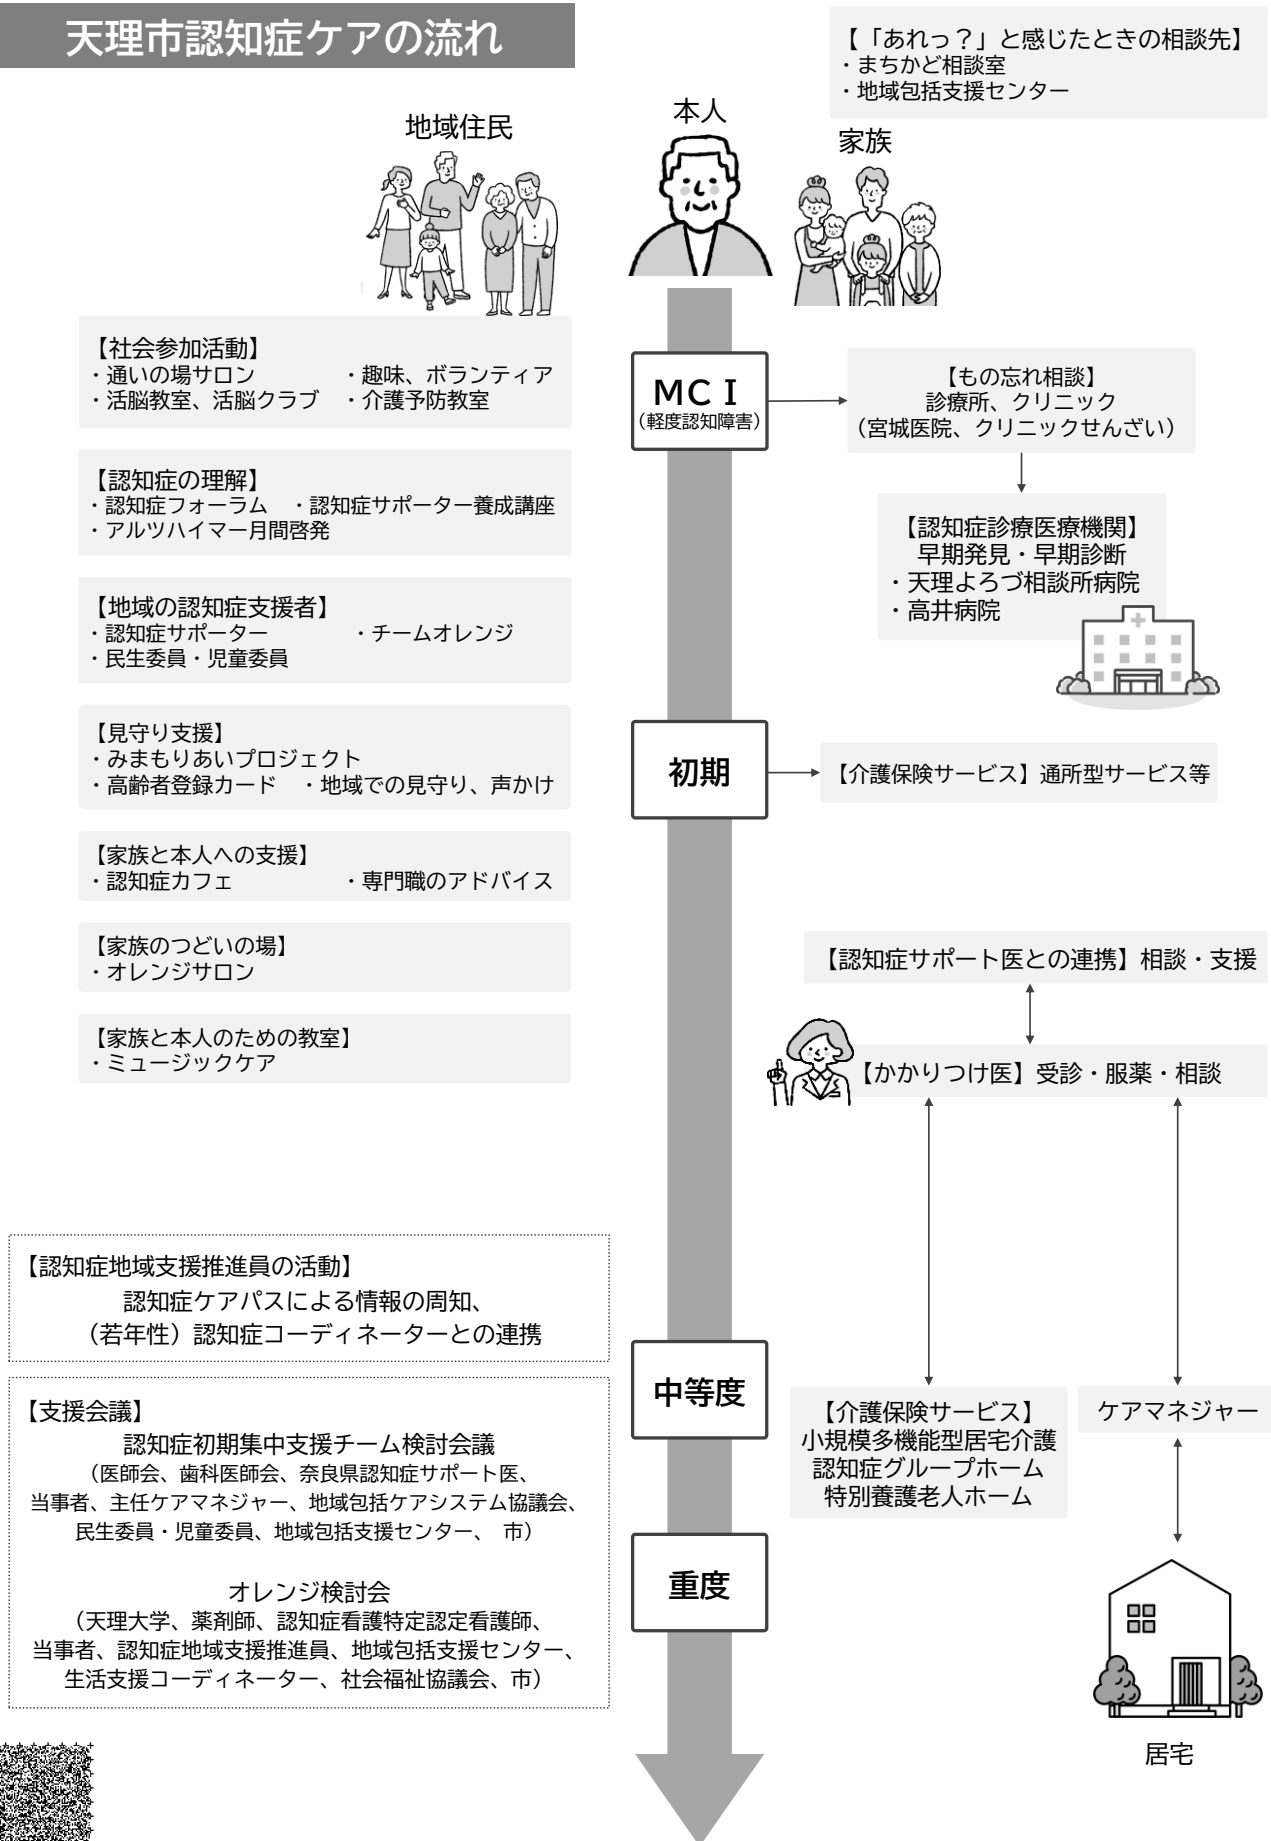 天理市認知症ケアの流れ
【「あれっ？」と感じたときの相談先】
・まちかど相談室
・地域包括支援センター
地域住民
本人
家族
【社会参加活動】
・通いの場サロン　・趣味、ボランティア
・活脳教室、活脳クラブ　・介護予防教室
【認知症の理解】
・認知症フォーラム　・認知症サポーター養成講座
・アルツハイマー月間啓発
【地域の認知症支援者】
・認知症サポーター　・チームオレンジ
・民生委員・児童委員
【見守り支援】
・みまもりあいプロジェクト
・高齢者登録カード　・地域での見守り、声かけ
【家族と本人への支援】
・認知症カフェ　・専門職のアドバイス
【家族のつどいの場】
・オレンジサロン
【家族と本人のための教室】
・ミュージックケア
【認知症地域支援推進員の活動】
認知症ケアパスによる情報の周知、
（若年性）認知症コーディネーターとの連携
【支援会議】
認知症初期集中支援チーム検討会議
（医師会、歯科医師会、奈良県認知症サポート医、
当事者、主任ケアマネジャー、地域包括ケアシステム協議会、
民生委員・児童委員、地域包括支援センター、　市）
オレンジ検討会
（天理大学、薬剤師、認知症看護特定認定看護師、
当事者、認知症地域支援推進員、地域包括支援センター、
生活支援コーディネーター、社会福祉協議会、市）
ＭＣＩ
（軽度認知障害）
初期
中等度
重度
【もの忘れ相談】
診療所、クリニック
（宮城医院、クリニックせんざい）
【認知症診療医療機関】
早期発見・早期診断
・天理よろづ相談所病院
・高井病院
【介護保険サービス】通所型サービス等
【認知症サポート医との連携】相談・支援
【かかりつけ医】受診・服薬・相談
【介護保険サービス】
小規模多機能型居宅介護
認知症グループホーム
特別養護老人ホーム
ケアマネジャー
居宅